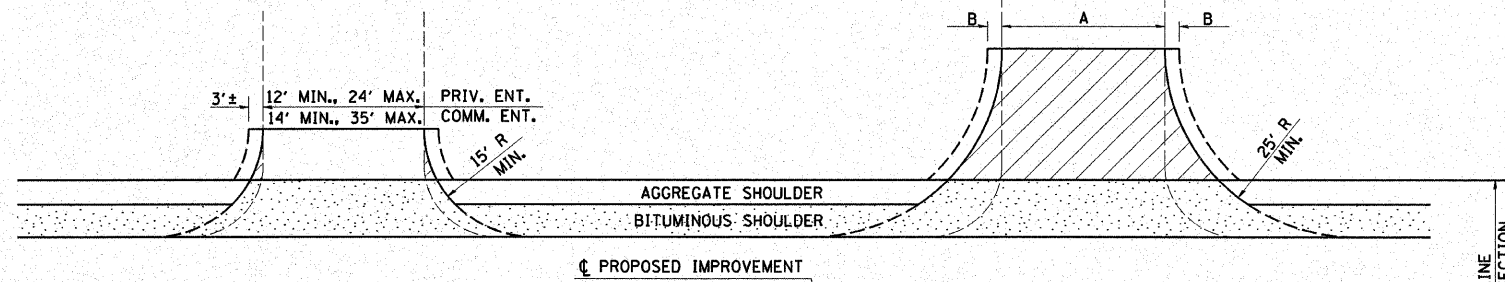 B A B
3'± 12' MIN., 24' MAX. PRIV. ENT.
14' MIN., 35' MAX. COMM. ENT.
15' R
MIN.
25' R
MIN.
AGGREGATE SHOULDER
BITUMINOUS SHOULDER
℄ PROPOSED IMPROVEMENT